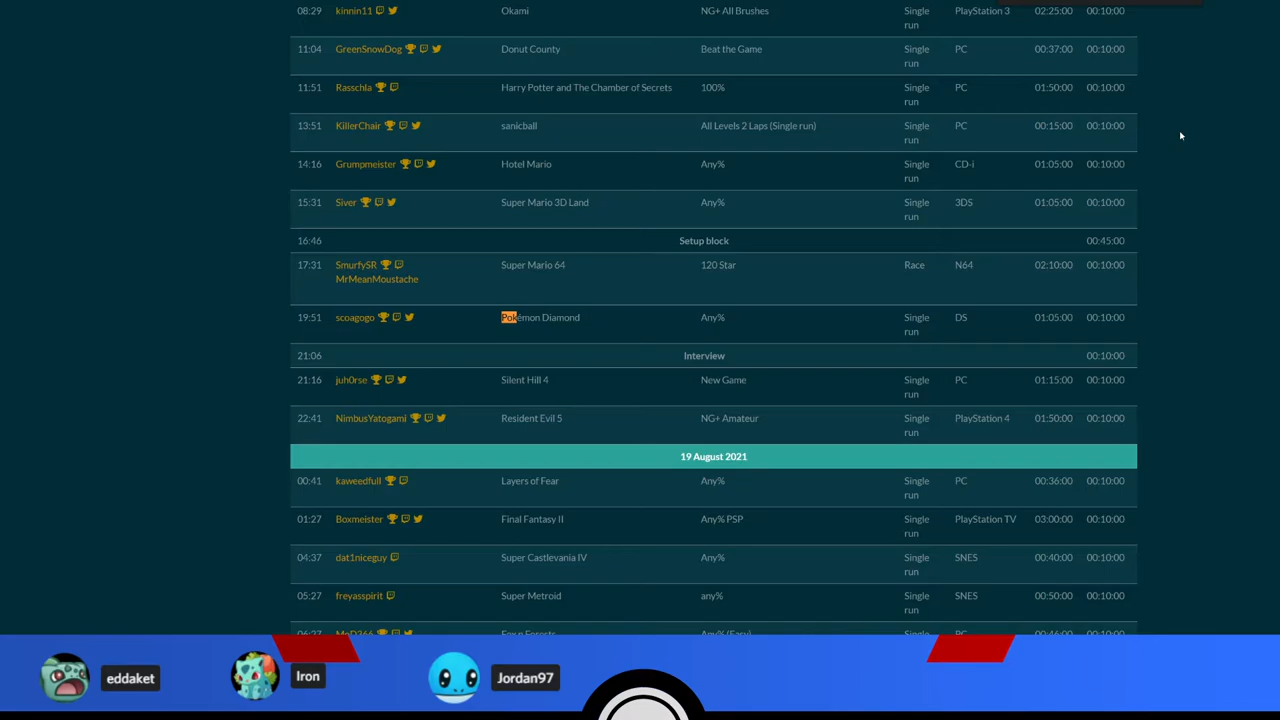 08:29 kinnin11 Okami NG+ All Brushes Single run PlayStation 3 02:25:00 00:10:00
11:04 GreenSnowDog Donut County Beat the Game Single run PC 00:37:00 00:10:00
11:51 Rasschla Harry Potter and The Chamber of Secrets 100% Single run PC 01:50:00 00:10:00
13:51 KillerChair sanicball All Levels 2 Laps (Single run) Single run PC 00:15:00 00:10:00
14:16 Grumpmeister Hotel Mario Any% Single run CD-i 01:05:00 00:10:00
15:31 Siver Super Mario 3D Land Any% Single run 3DS 01:05:00 00:10:00
16:46 Setup block 00:45:00
17:31 SmurfySR Super Mario 64 120 Star Race N64 02:10:00 00:10:00
MrMeanMoustache
19:51 scoagogo Pokémon Diamond Any% Single run DS 01:05:00 00:10:00
21:06 Interview 00:10:00
21:16 juh0rse Silent Hill 4 New Game Single run PC 01:15:00 00:10:00
22:41 NimbusYatogami Resident Evil 5 NG+ Amateur Single run PlayStation 4 01:50:00 00:10:00
19 August 2021
00:41 kaweedfull Layers of Fear Any% Single run PC 00:36:00 00:10:00
01:27 Boxmeister Final Fantasy II Any% PSP Single run PlayStation TV 03:00:00 00:10:00
04:37 dat1niceguy Super Castlevania IV Any% Single run SNES 00:40:00 00:10:00
05:27 freyasspirit Super Metroid any% Single run SNES 00:50:00 00:10:00
06:27 MoD366 Any% (Easy) Single PC 00:46:00 00:10:00
eddaket Iron Jordan97